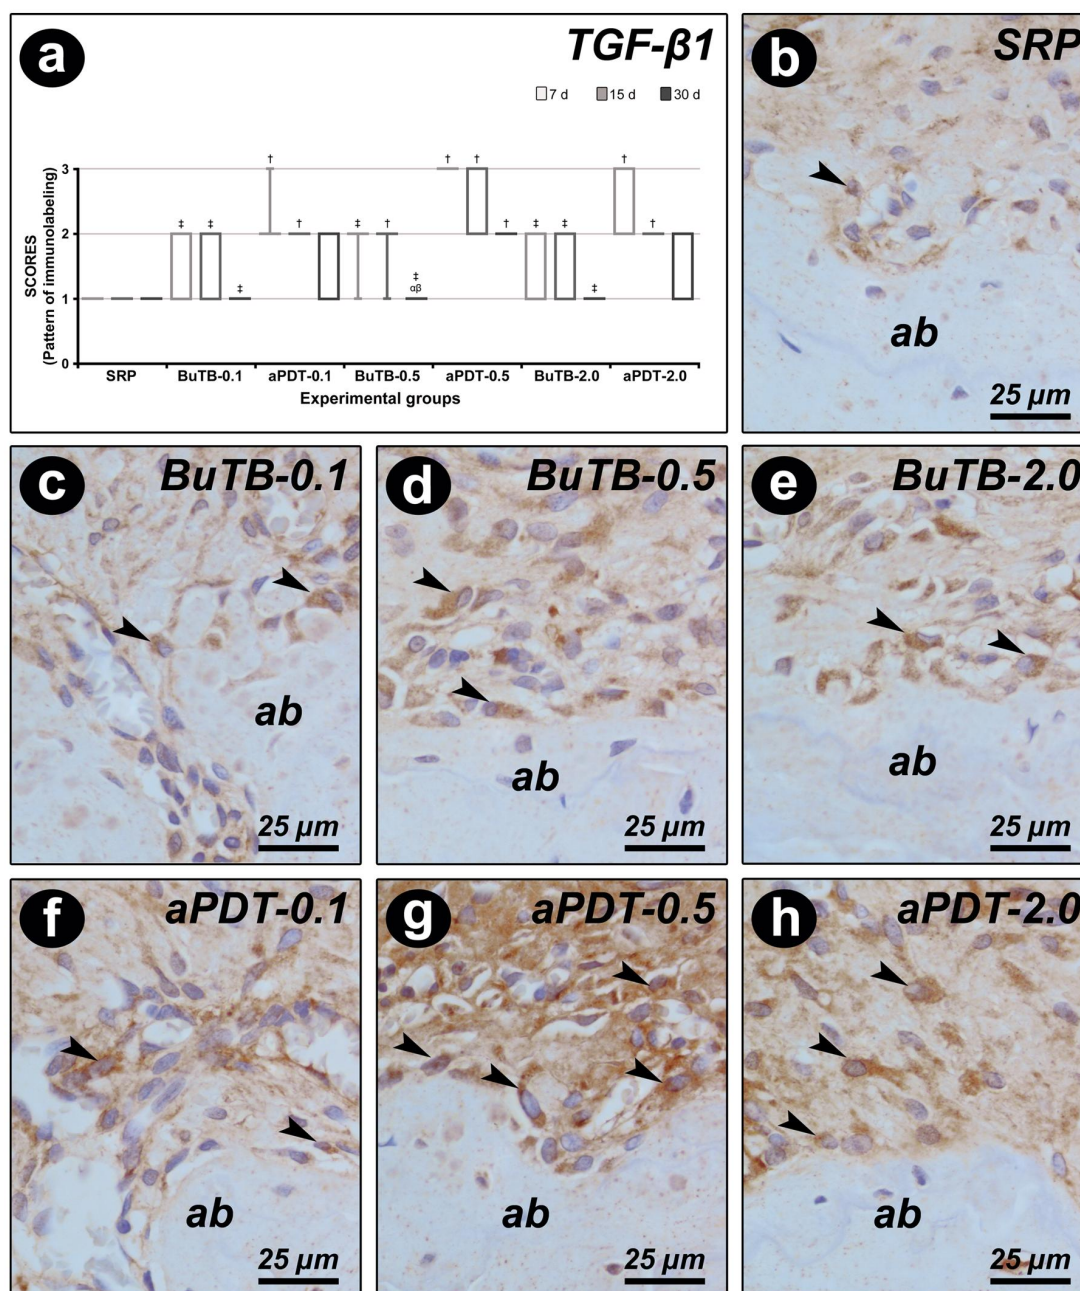 a
TGF-β1
7 d 15 d 30 d
SCORES
(Pattern of immunolabeling)
3
2
1
0
†
‡ ‡
‡
†
‡ †
‡
αβ
† †
†
‡ ‡
‡
†
†
SRP BuTB-0.1 aPDT-0.1 BuTB-0.5 aPDT-0.5 BuTB-2.0 aPDT-2.0
Experimental groups
b
SRP
ab
25 µm
c
BuTB-0.1
ab
25 µm
d
BuTB-0.5
ab
25 µm
e
BuTB-2.0
ab
25 µm
f
aPDT-0.1
ab
25 µm
g
aPDT-0.5
ab
25 µm
h
aPDT-2.0
ab
25 µm